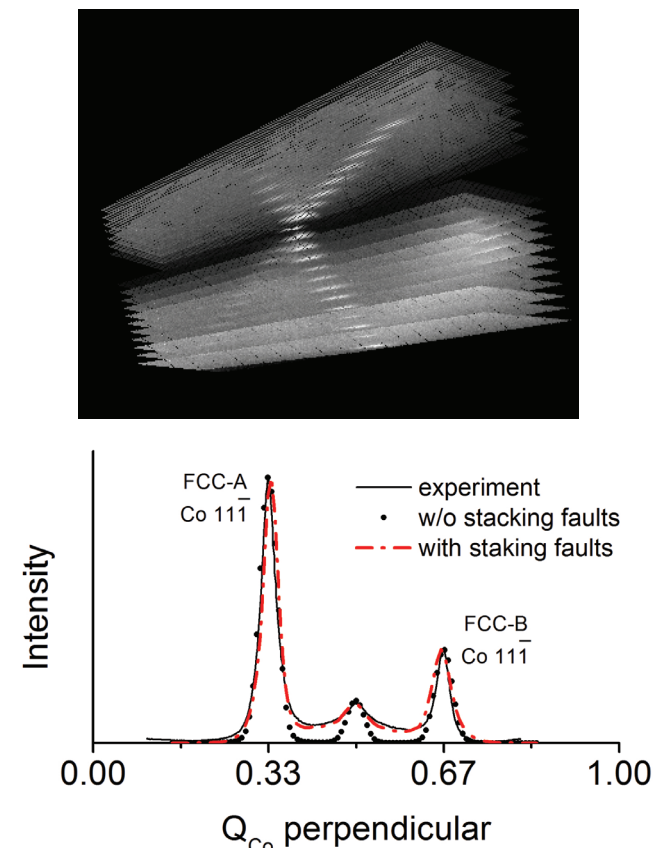 FCC-A
Co 111̅
experiment
w/o stacking faults
with staking faults
FCC-B
Co 111̅
Intensity
0.00 0.33 0.67 1.00
Q_Co perpendicular